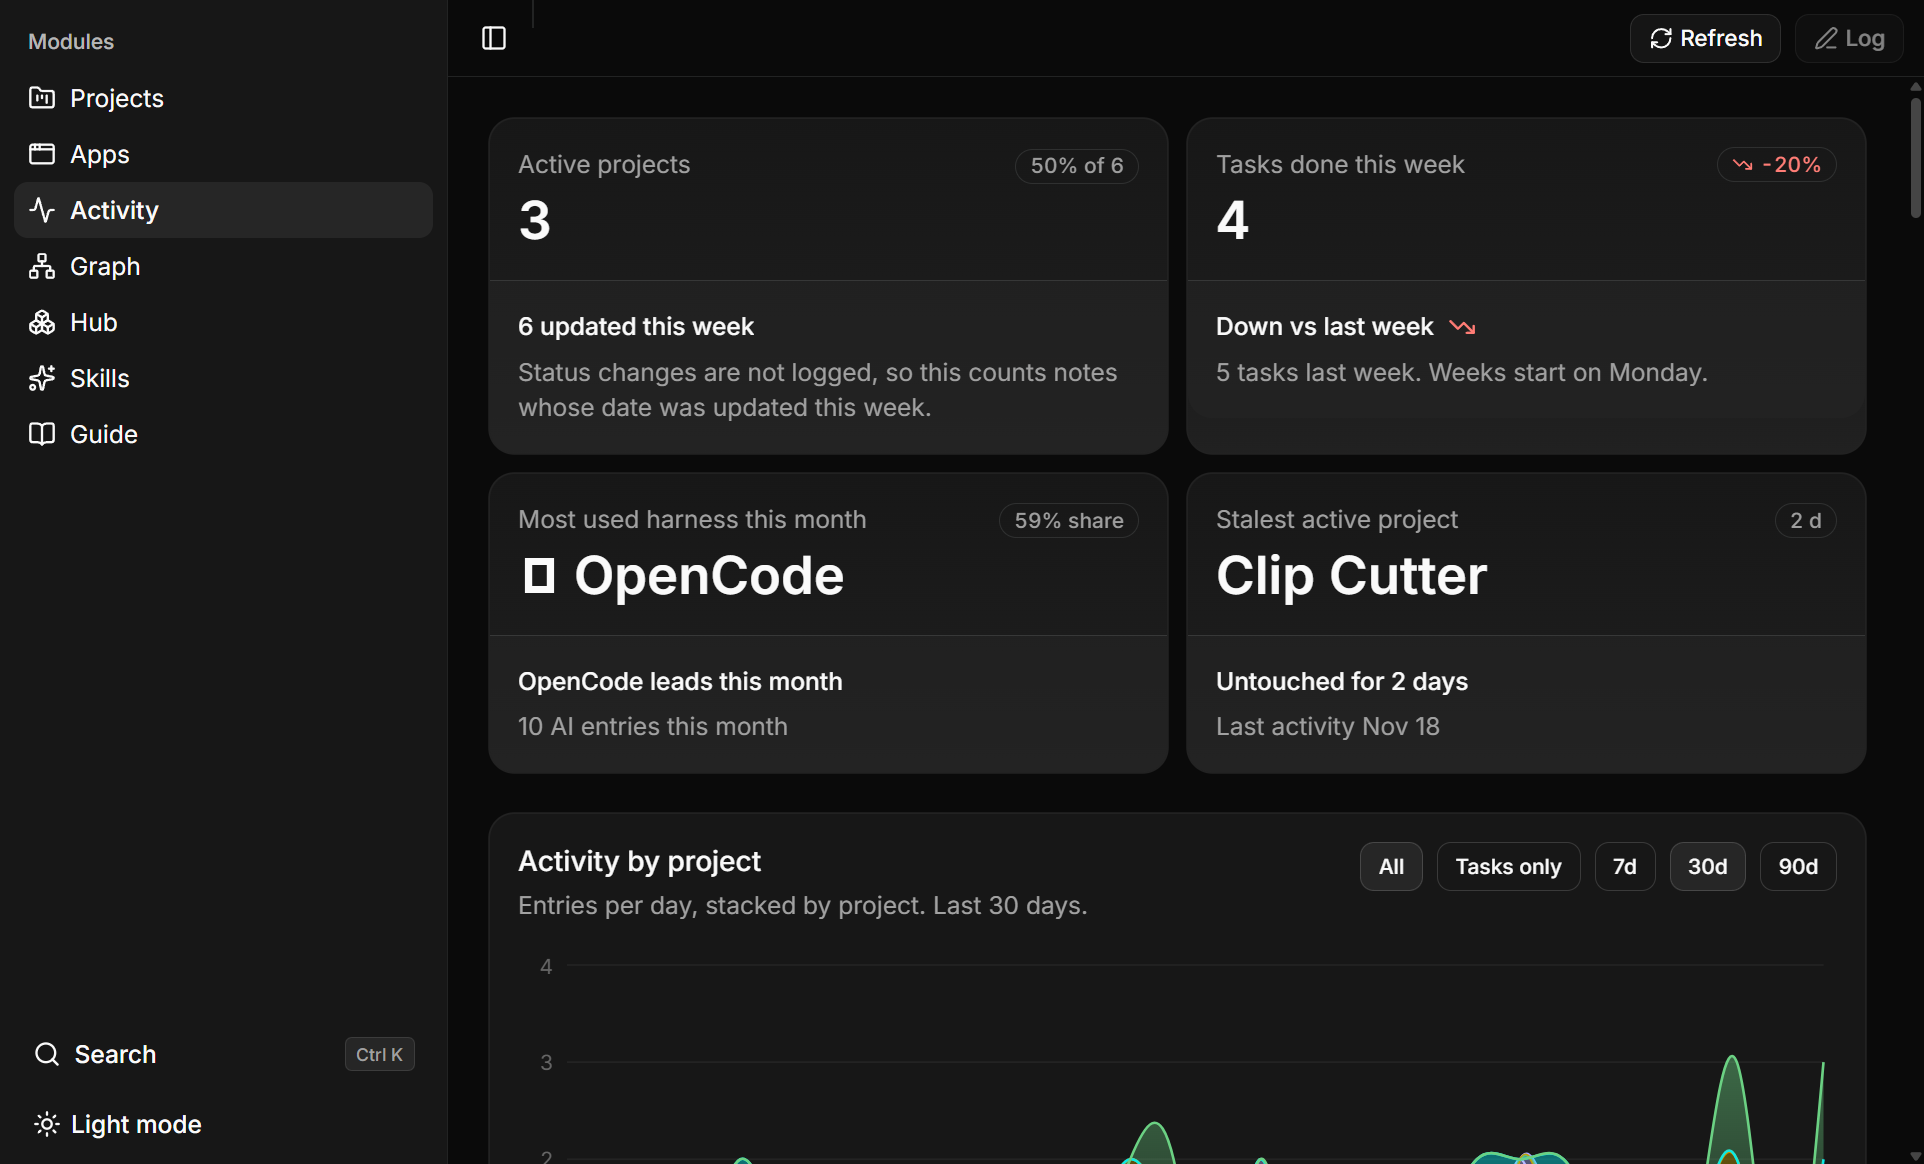 Modules
Projects
Apps
Activity
Graph
Hub
Skills
Guide
Search
Ctrl K
Light mode
Refresh
Log
Active projects
50% of 6
3
6 updated this week
Status changes are not logged, so this counts notes
whose date was updated this week.
Tasks done this week
-20%
4
Down vs last week
5 tasks last week. Weeks start on Monday.
Most used harness this month
59% share
OpenCode
OpenCode leads this month
10 AI entries this month
Stalest active project
2 d
Clip Cutter
Untouched for 2 days
Last activity Nov 18
Activity by project
Entries per day, stacked by project. Last 30 days.
All
Tasks only
7d
30d
90d
4
3
2